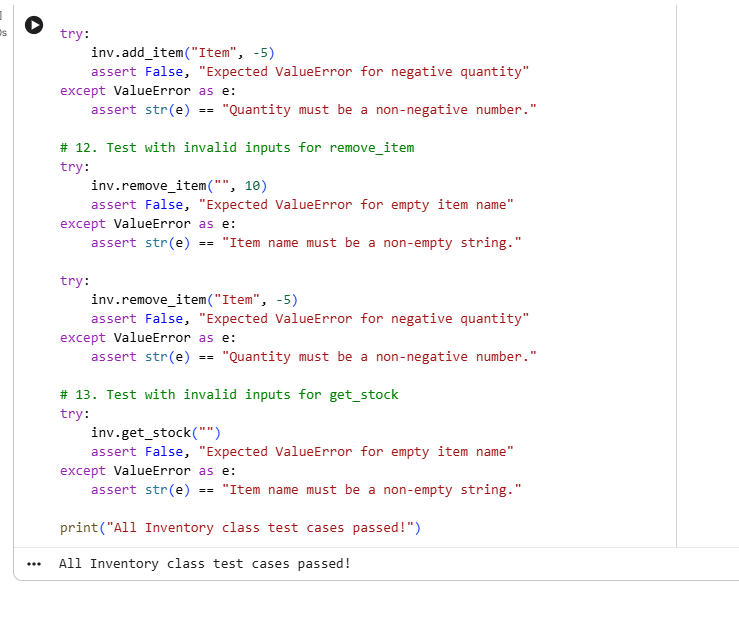 try:
    inv.add_item("Item", -5)
    assert False, "Expected ValueError for negative quantity"
except ValueError as e:
    assert str(e) == "Quantity must be a non-negative number."

# 12. Test with invalid inputs for remove_item
try:
    inv.remove_item("", 10)
    assert False, "Expected ValueError for empty item name"
except ValueError as e:
    assert str(e) == "Item name must be a non-empty string."

try:
    inv.remove_item("Item", -5)
    assert False, "Expected ValueError for negative quantity"
except ValueError as e:
    assert str(e) == "Quantity must be a non-negative number."

# 13. Test with invalid inputs for get_stock
try:
    inv.get_stock("")
    assert False, "Expected ValueError for empty item name"
except ValueError as e:
    assert str(e) == "Item name must be a non-empty string."

print("All Inventory class test cases passed!")
All Inventory class test cases passed!